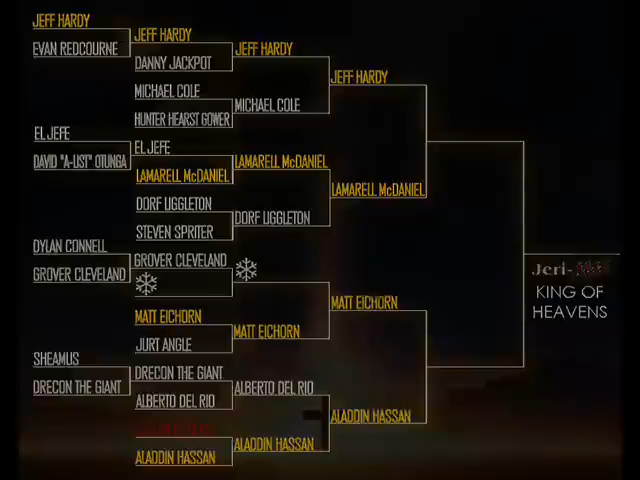 JEFF HARDY
EVAN REDCOURNE
EL JEFE
DAVID "A-LIST" OTUNGA
DYLAN CONNELL
GROVER CLEVELAND
SHEAMUS
DRECON THE GIANT
JEFF HARDY
DANNY JACKPOT
MICHAEL COLE
HUNTER HEARST GOWER
EL JEFE
LAMARELL McDANIEL
DORF UGGLETON
STEVEN SPRITER
GROVER CLEVELAND
MATT EICHORN
JURT ANGLE
DRECON THE GIANT
ALBERTO DEL RIO
ALADDIN HASSAN
JEFF HARDY
MICHAEL COLE
LAMARELL McDANIEL
DORF UGGLETON
MATT EICHORN
ALBERTO DEL RIO
ALADDIN HASSAN
JEFF HARDY
LAMARELL McDANIEL
MATT EICHORN
ALADDIN HASSAN
KING OF
HEAVENS